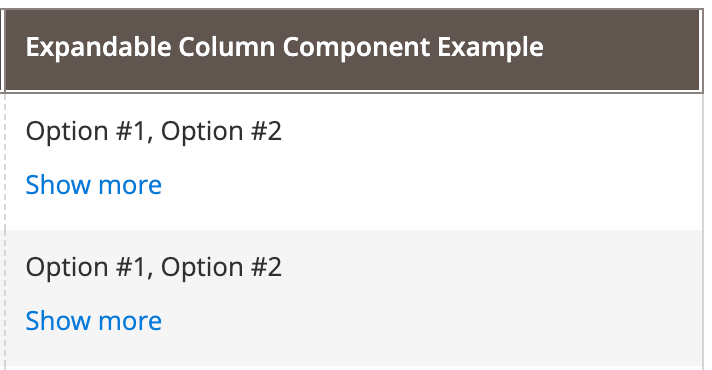 Expandable Column Component Example
Option #1, Option #2
Show more
Option #1, Option #2
Show more